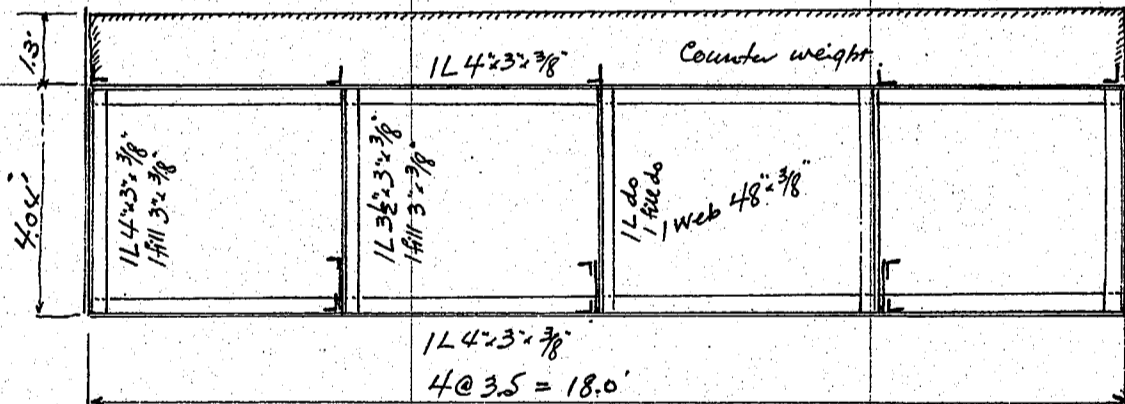 1.3'
1L 4"x3"x3/8"
Counter weight
4.04'
1L 4"x3"x3/8"
1 fill 3"x3/8"
1L 3½"x3"x3/8"
1 fill 3"x3/8"
1L do
1 fill do
1 Web 48"x3/8"
1L 4"x3"x3/8"
4@3.5 = 18.0'